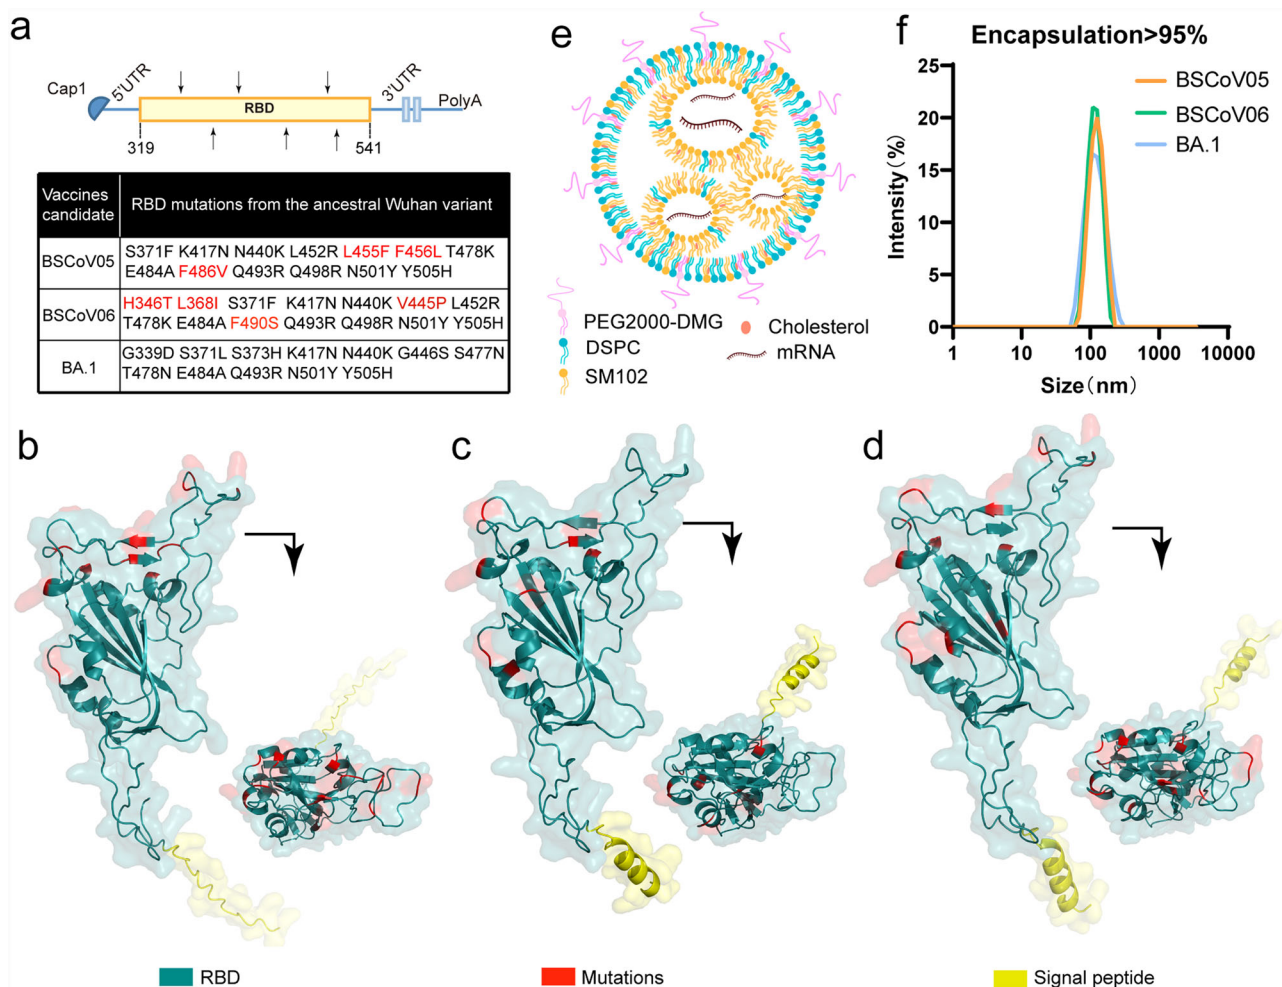 a
Cap1
5'UTR
RBD
3'UTR
PolyA
319
541
Vaccines candidate
RBD mutations from the ancestral Wuhan variant
BSCoV05
S371F K417N N440K L452R L455F F456L T478K
E484A F486V Q493R Q498R N501Y Y505H
BSCoV06
H346T L368I S371F K417N N440K V445P L452R
T478K E484A F490S Q493R Q498R N501Y Y505H
BA.1
G339D S371L S373H K417N N440K G446S S477N
T478N E484A Q493R N501Y Y505H
e
PEG2000-DMG
DSPC
SM102
Cholesterol
mRNA
f
Encapsulation>95%
BSCoV05
BSCoV06
BA.1
Intensity(%)
25
20
15
10
5
0
1
10
100
1000
10000
Size(nm)
b
c
d
RBD
Mutations
Signal peptide